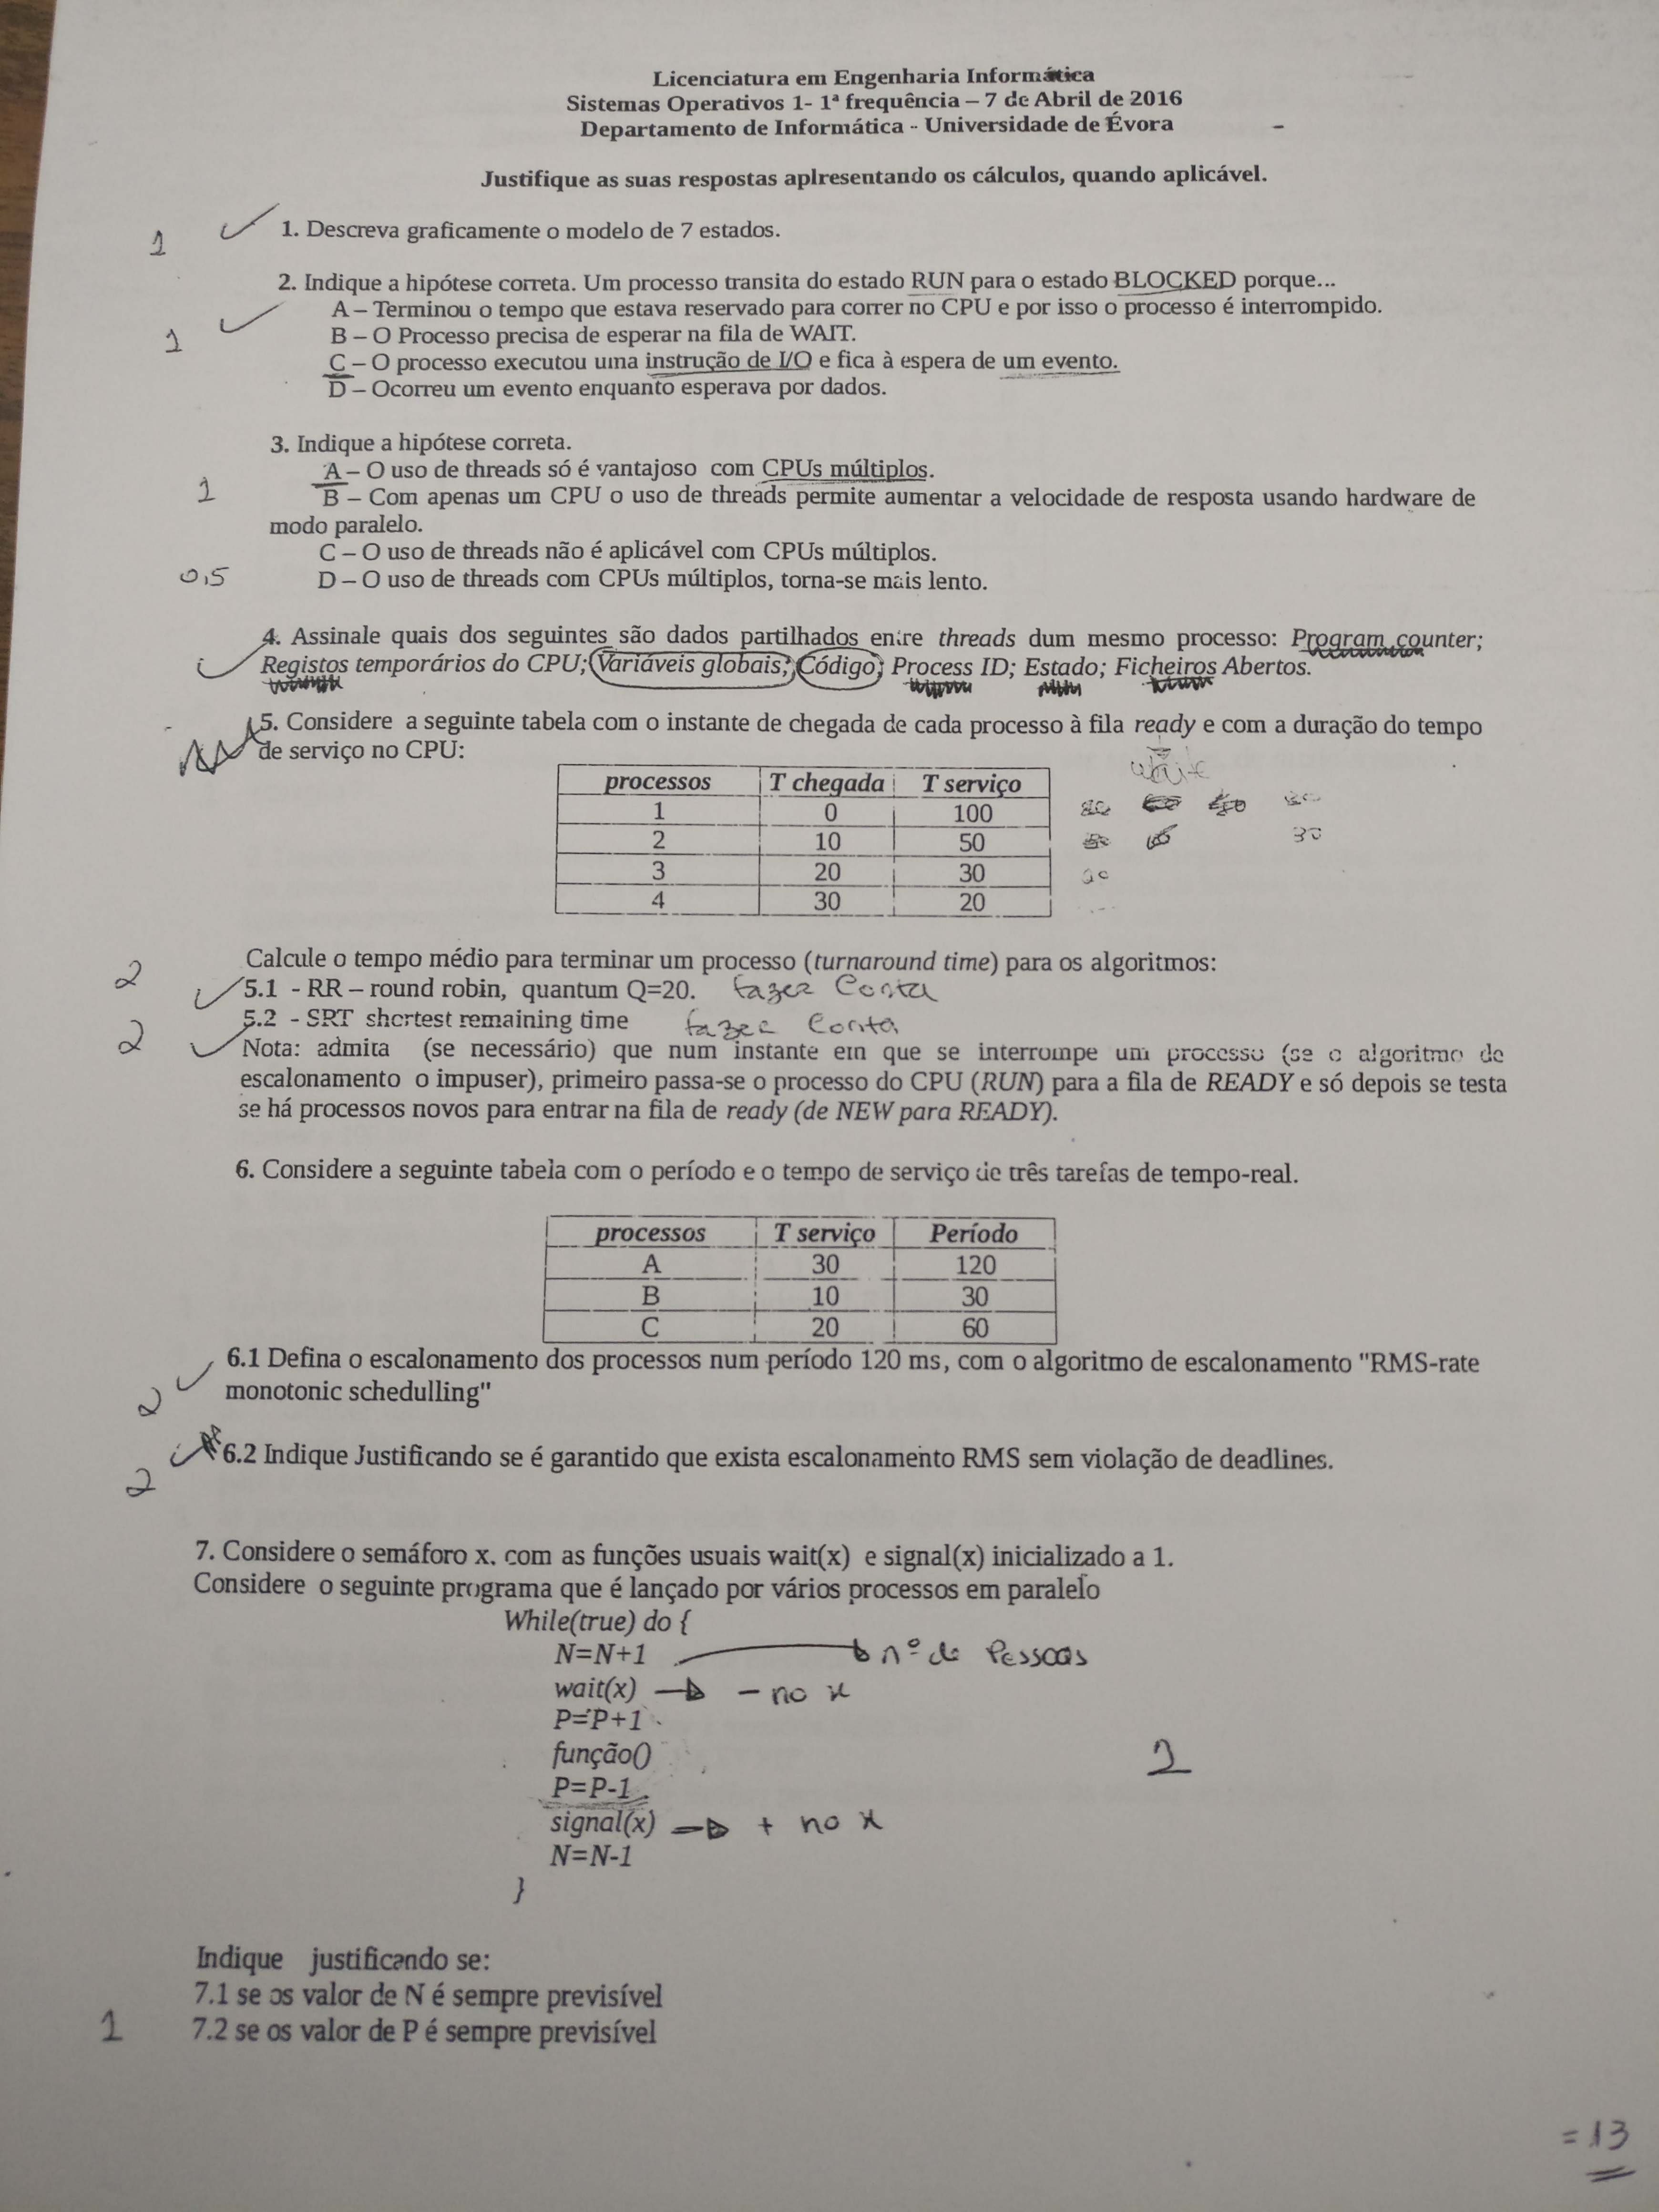 Licenciatura em Engenharia Informática
Sistemas Operativos 1- 1ª frequência – 7 de Abril de 2016
Departamento de Informática - Universidade de Évora
Justifique as suas respostas aplresentando os cálculos, quando aplicável.
1 1. Descreva graficamente o modelo de 7 estados.
2. Indique a hipótese correta. Um processo transita do estado RUN para o estado BLOCKED porque...
A – Terminou o tempo que estava reservado para correr no CPU e por isso o processo é interrompido.
1 B – O Processo precisa de esperar na fila de WAIT.
C – O processo executou uma instrução de I/O e fica à espera de um evento.
D – Ocorreu um evento enquanto esperava por dados.
3. Indique a hipótese correta.
A – O uso de threads só é vantajoso com CPUs múltiplos.
1 B – Com apenas um CPU o uso de threads permite aumentar a velocidade de resposta usando hardware de
modo paralelo.
C – O uso de threads não é aplicável com CPUs múltiplos.
0,5 D – O uso de threads com CPUs múltiplos, torna-se mais lento.
4. Assinale quais dos seguintes são dados partilhados entre threads dum mesmo processo: Program counter;
Registos temporários do CPU; Variáveis globais; Código; Process ID; Estado; Ficheiros Abertos.
5. Considere a seguinte tabela com o instante de chegada de cada processo à fila ready e com a duração do tempo
de serviço no CPU:
wait
processos T chegada T serviço
1 0 100
2 10 50 30
3 20 30
4 30 20
Calcule o tempo médio para terminar um processo (turnaround time) para os algoritmos:
2 5.1 - RR – round robin, quantum Q=20. fazer Conta
2 5.2 - SRT shortest remaining time fazer Conta
Nota: admita (se necessário) que num instante em que se interrompe um processo (se o algoritmo de
escalonamento o impuser), primeiro passa-se o processo do CPU (RUN) para a fila de READY e só depois se testa
se há processos novos para entrar na fila de ready (de NEW para READY).
6. Considere a seguinte tabela com o período e o tempo de serviço de três tarefas de tempo-real.
processos T serviço Período
A 30 120
B 10 30
C 20 60
6.1 Defina o escalonamento dos processos num período 120 ms, com o algoritmo de escalonamento "RMS-rate
2 monotonic schedulling"
2 6.2 Indique Justificando se é garantido que exista escalonamento RMS sem violação de deadlines.
7. Considere o semáforo x, com as funções usuais wait(x) e signal(x) inicializado a 1.
Considere o seguinte programa que é lançado por vários processos em paralelo
While(true) do {
N=N+1 nº de Pessoas
wait(x) - no x
P=P+1
função()
P=P-1
signal(x) + no x
N=N-1
}
Indique justificando se:
7.1 se os valor de N é sempre previsível
1 7.2 se os valor de P é sempre previsível
= 13